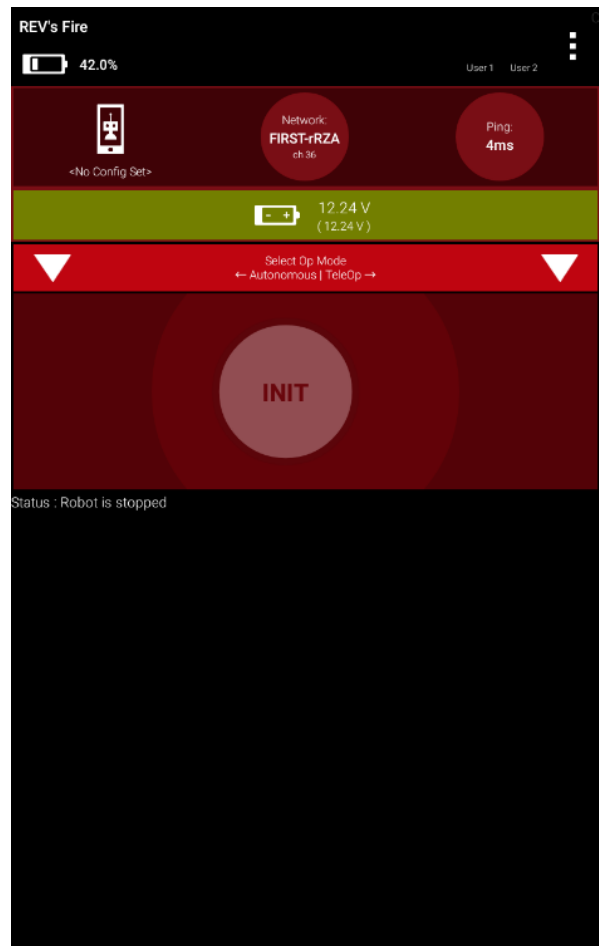 REV's Fire
42.0%
User 1 User 2
<No Config Set>
Network:
FIRST-rRZA
ch 36
Ping:
4ms
12.24 V
( 12.24 V )
Select Op Mode
← Autonomous | TeleOp →
INIT
Status : Robot is stopped